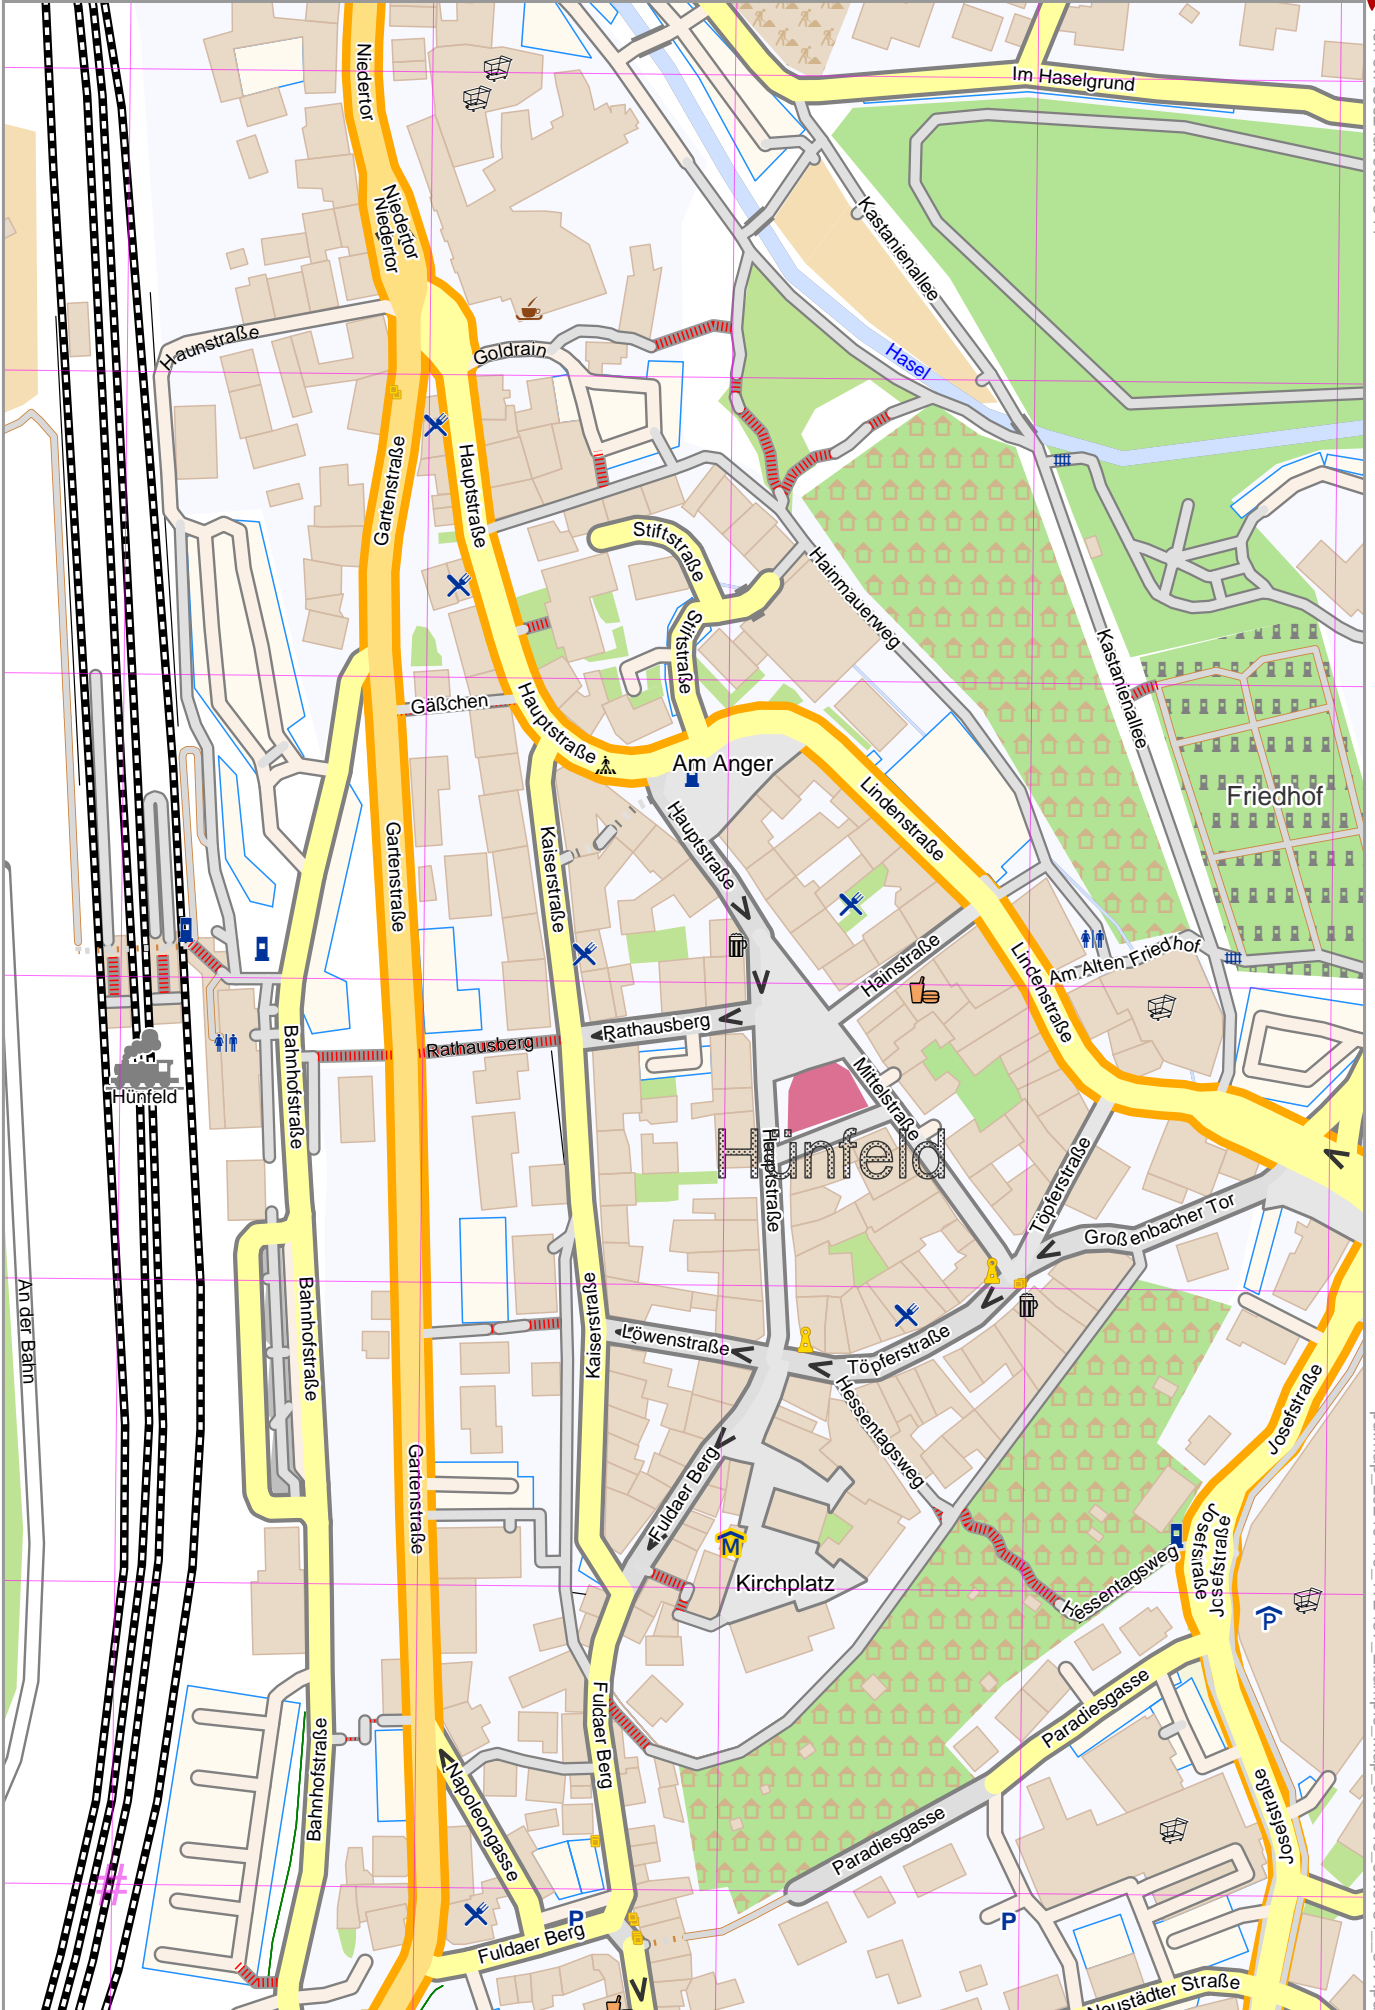 Im Haselgrund
Niedertor
Niedertor
Niedertor
Kastanienallee
Haunstraße
Goldrain
Hasel
Gartenstraße
Hauptstraße
Stiftstraße
Hainmauerweg
Stiftstraße
Kastanienallee
Gäßchen
Hauptstraße
Am Anger
Friedhof
Hauptstraße
Lindenstraße
Gartenstraße
Kaiserstraße
Hainstraße
Lindenstraße
Am Alten Friedhof
Rathausberg
Rathausberg
Bahnhofstraße
Hünfeld
Mittelstraße
Hünfeld
Hauptstraße
Töpferstraße
Großenbacher Tor
An der Bahn
Bahnhofstraße
Kaiserstraße
Löwenstraße
Töpferstraße
Hessentagsweg
Josefstraße
Gartenstraße
Fuldaer Berg
M
Kirchplatz
Hessentagsweg
Josefstraße
Josefstraße
P
Paradiesgasse
Fuldaer Berg
Bahnhofstraße
Napoleongasse
Josefstraße
Paradiesgasse
#
P
P
Fuldaer Berg
Neustädter Straße